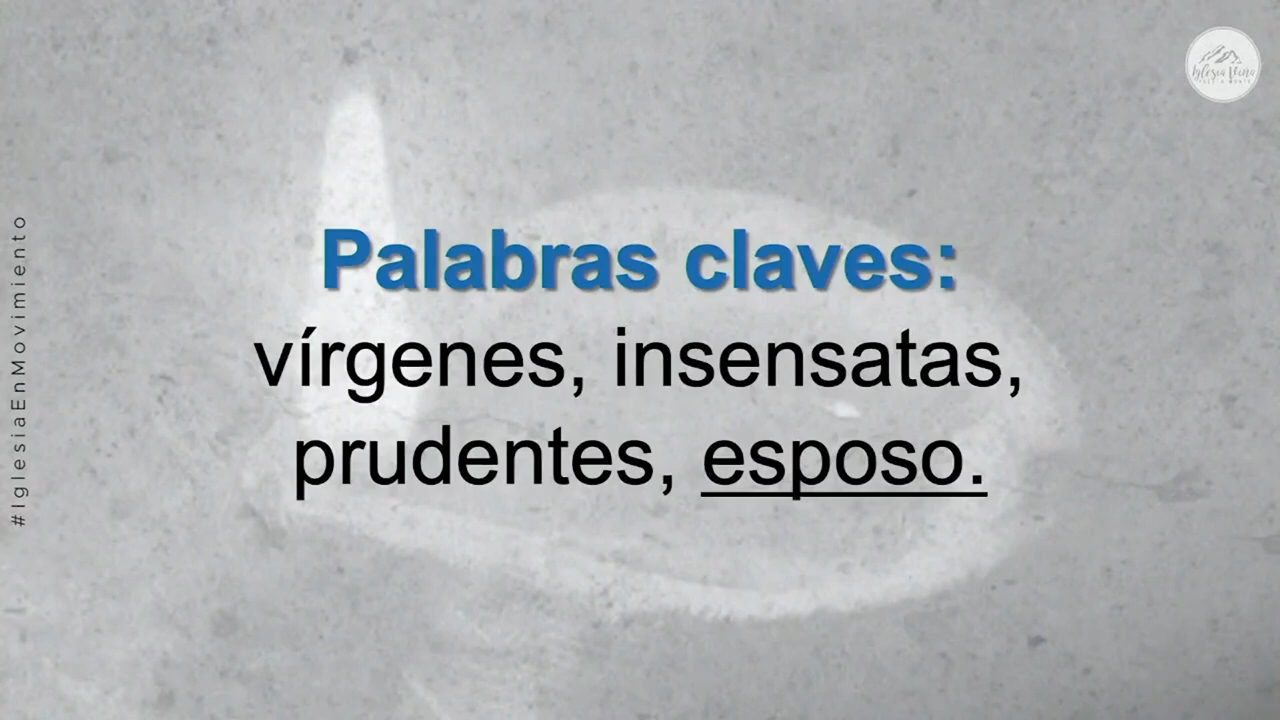 Palabras claves:
vírgenes, insensatas,
prudentes, esposo.
#IglesiaEnMovimiento